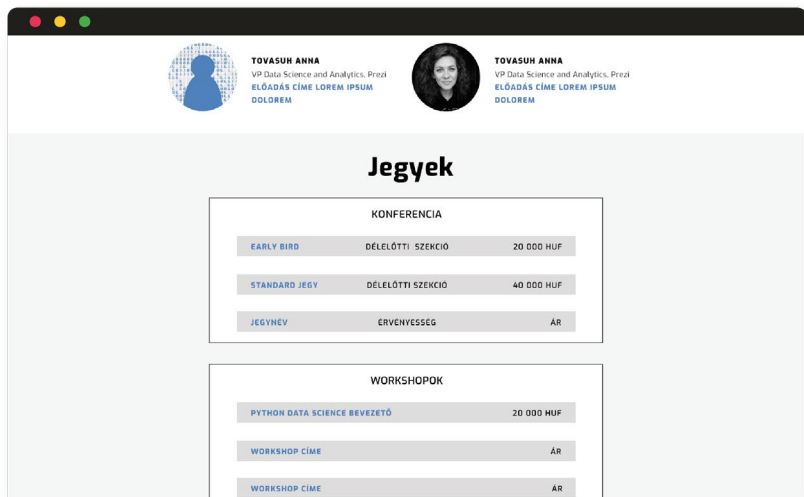 TOVASUH ANNA
VP Data Science and Analytics, Prezi
ELŐADÁS CÍME LOREM IPSUM
DOLOREM
TOVASUH ANNA
VP Data Science and Analytics, Prezi
ELŐADÁS CÍME LOREM IPSUM
DOLOREM
Jegyek
KONFERENCIA
EARLY BIRD DÉLELŐTTI SZEKCIÓ 20 000 HUF
STANDARD JEGY DÉLELŐTTI SZEKCIÓ 40 000 HUF
JEGYNÉV ÉRVÉNYESSÉG ÁR
WORKSHOPOK
PYTHON DATA SCIENCE BEVEZETŐ 20 000 HUF
WORKSHOP CÍME ÁR
WORKSHOP CÍME ÁR